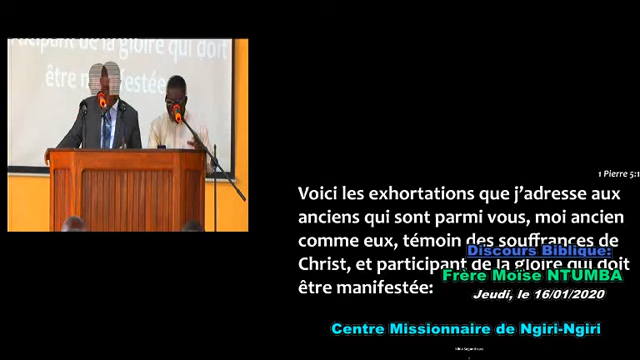 participant de la gloire qui doit
être manifestée
1 Pierre 5:1
Voici les exhortations que j'adresse aux
anciens qui sont parmi vous, moi ancien
comme eux, témoin des souffrances de
Christ, et participant de la gloire qui doit
être manifestée:
Discours Biblique:
Frère Moïse NTUMBA
Jeudi, le 16/01/2020
Centre Missionnaire de Ngiri-Ngiri